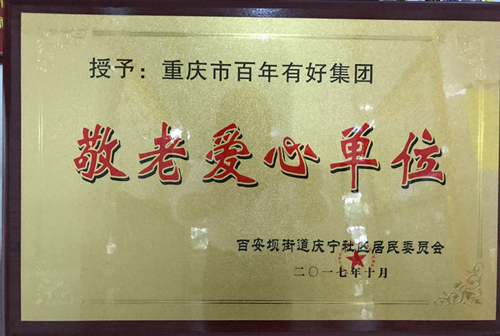 授予：重庆市百年有好集团
敬老爱心单位
百安坝街道庆宁社区居民委员会
二〇一七年十月